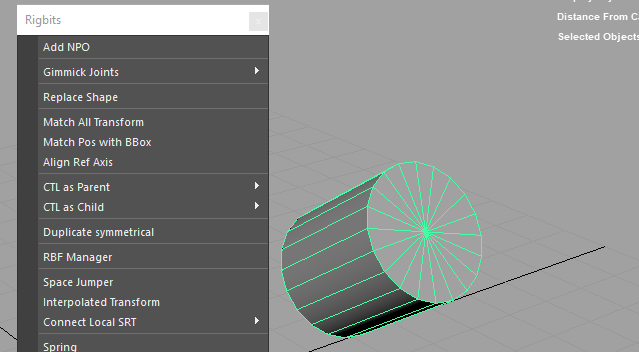 Rigbits
Distance From
Selected Objects
Add NPO
Gimmick Joints
Replace Shape
Match All Transform
Match Pos with BBox
Align Ref Axis
CTL as Parent
CTL as Child
Duplicate symmetrical
RBF Manager
Space Jumper
Interpolated Transform
Connect Local SRT
Spring